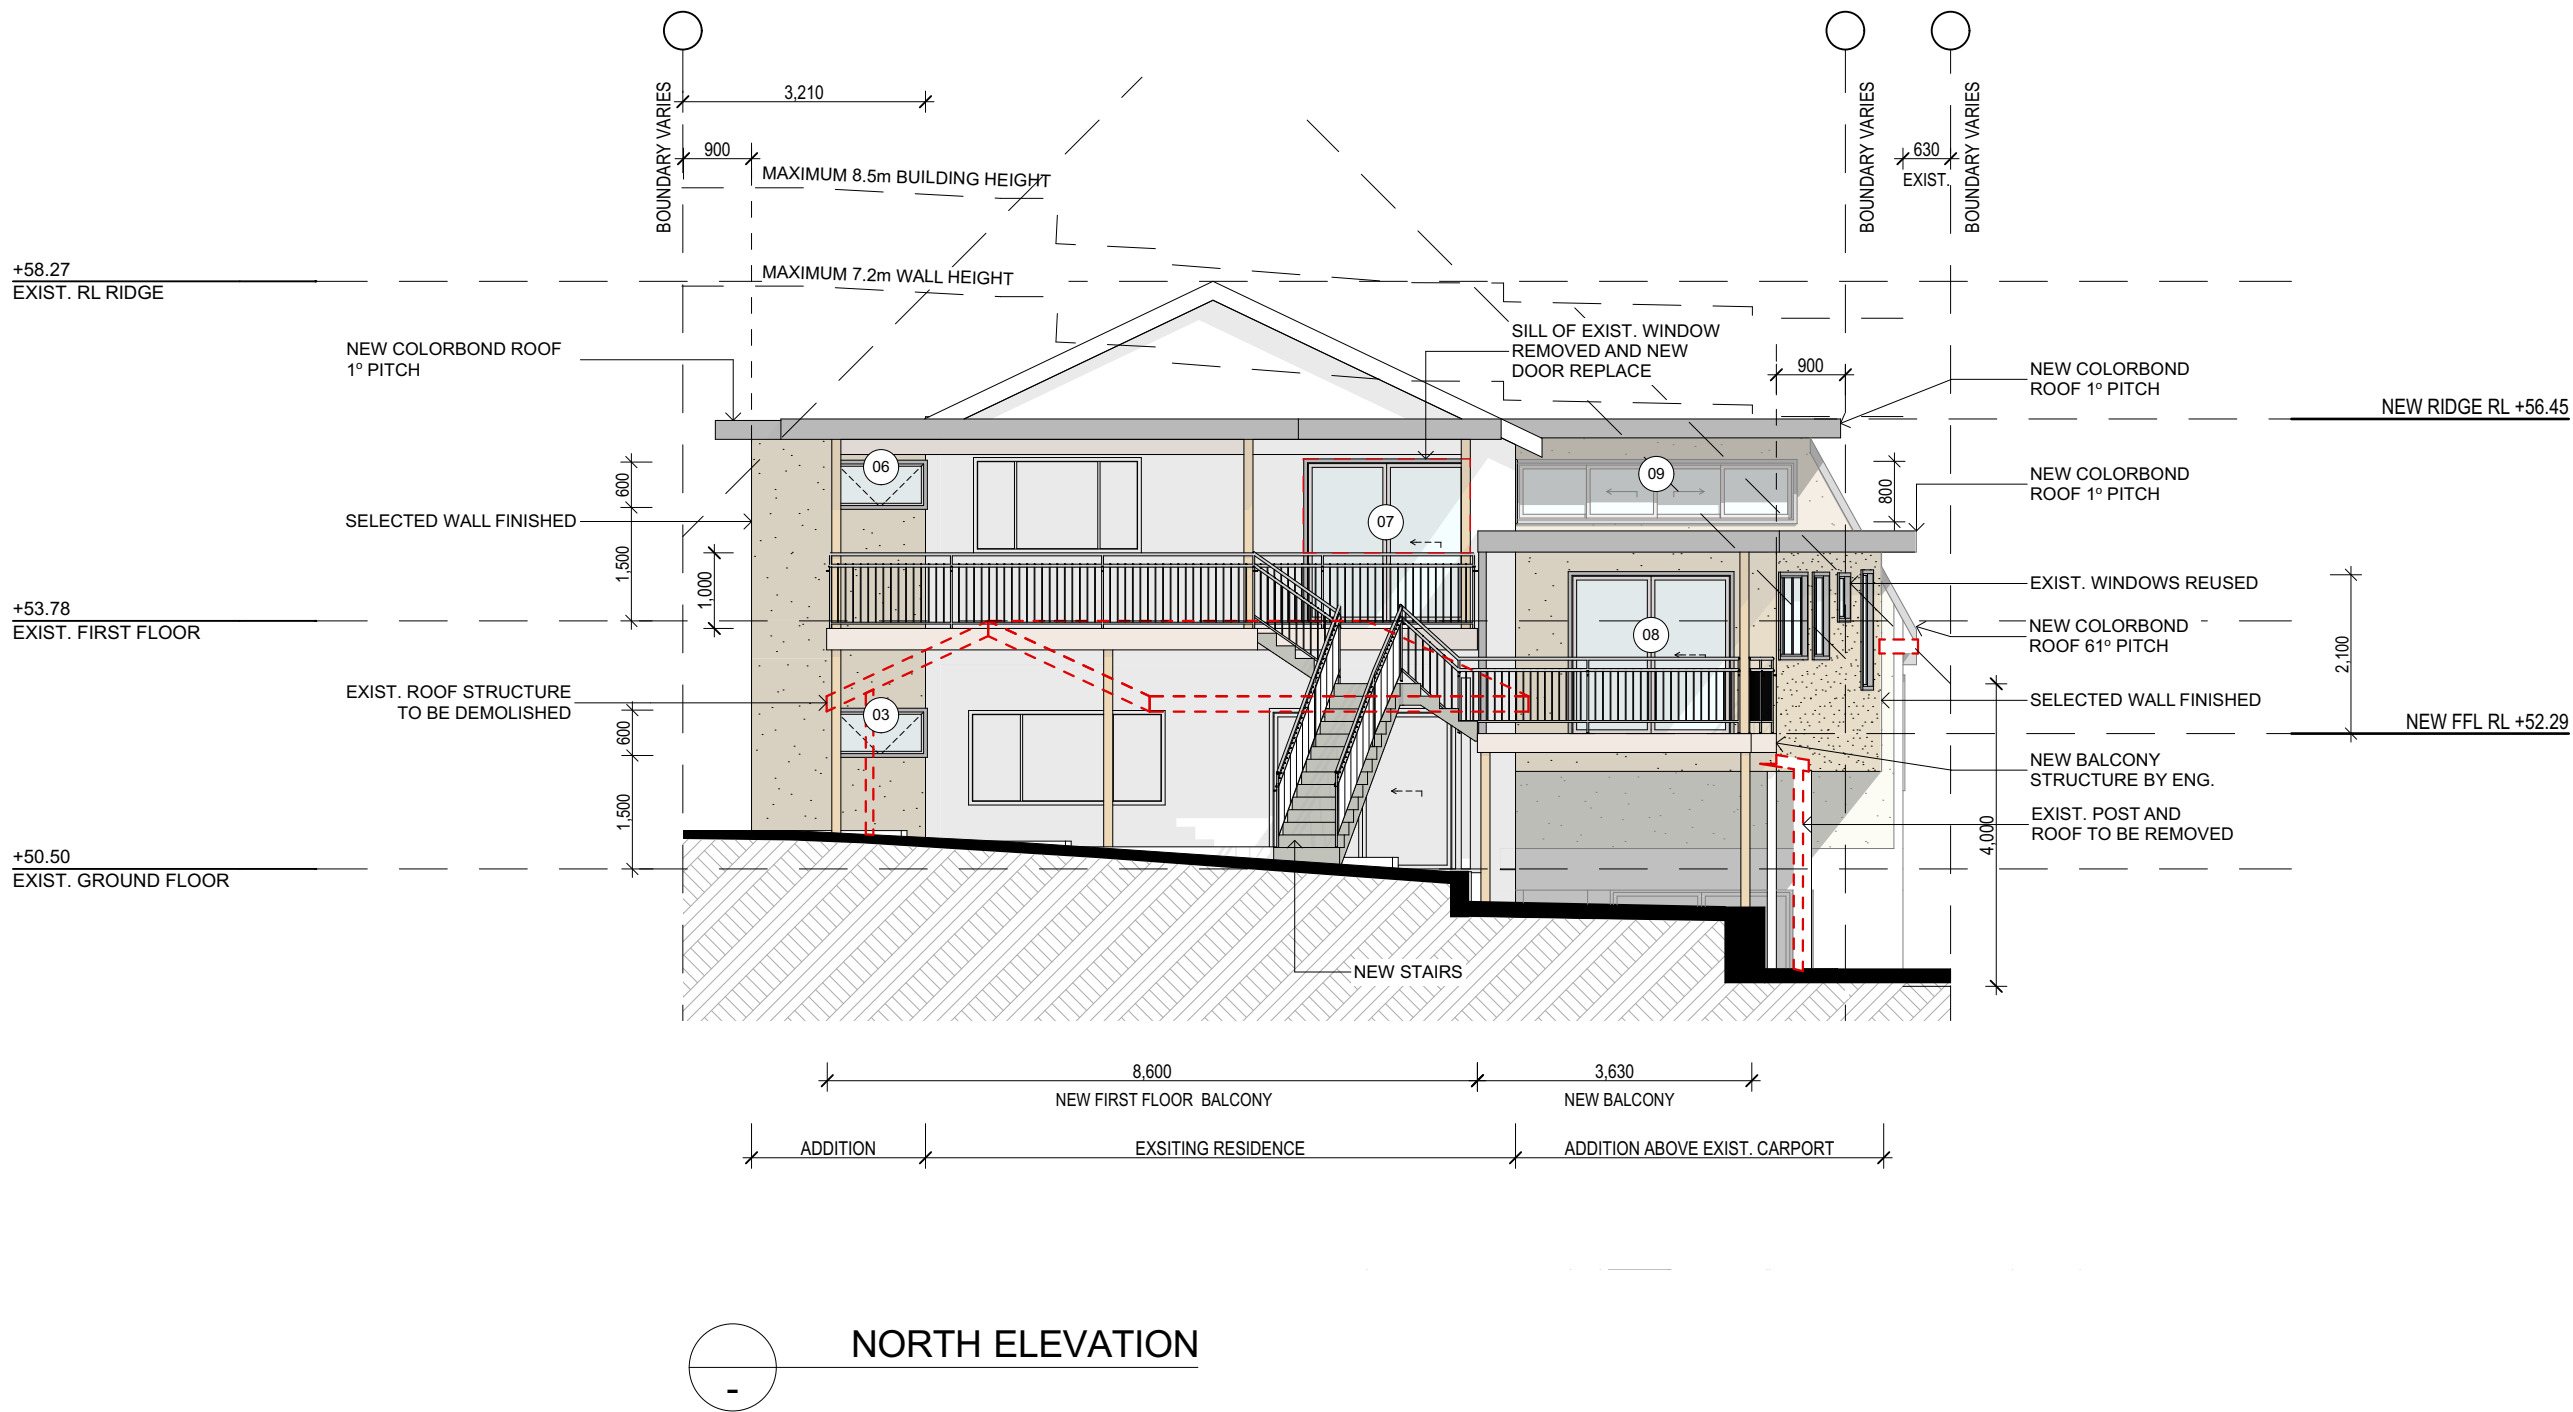 BOUNDARY VARIES
3,210
900
BOUNDARY VARIES
BOUNDARY VARIES
630
EXIST.
MAXIMUM 8.5m BUILDING HEIGHT
MAXIMUM 7.2m WALL HEIGHT
+58.27
EXIST. RL RIDGE
NEW COLORBOND ROOF
1º PITCH
SILL OF EXIST. WINDOW
REMOVED AND NEW
DOOR REPLACE
900
NEW COLORBOND
ROOF 1º PITCH
NEW RIDGE RL +56.45
06
09
07
600
800
NEW COLORBOND
ROOF 1º PITCH
SELECTED WALL FINISHED
1,500
1,000
EXIST. WINDOWS REUSED
+53.78
EXIST. FIRST FLOOR
08
NEW COLORBOND
ROOF 61º PITCH
2,100
EXIST. ROOF STRUCTURE
TO BE DEMOLISHED
03
600
SELECTED WALL FINISHED
NEW FFL RL +52.29
NEW BALCONY
STRUCTURE BY ENG.
1,500
EXIST. POST AND
ROOF TO BE REMOVED
4,000
+50.50
EXIST. GROUND FLOOR
NEW STAIRS
8,600
NEW FIRST FLOOR BALCONY
3,630
NEW BALCONY
ADDITION
EXSITING RESIDENCE
ADDITION ABOVE EXIST. CARPORT
NORTH ELEVATION
-